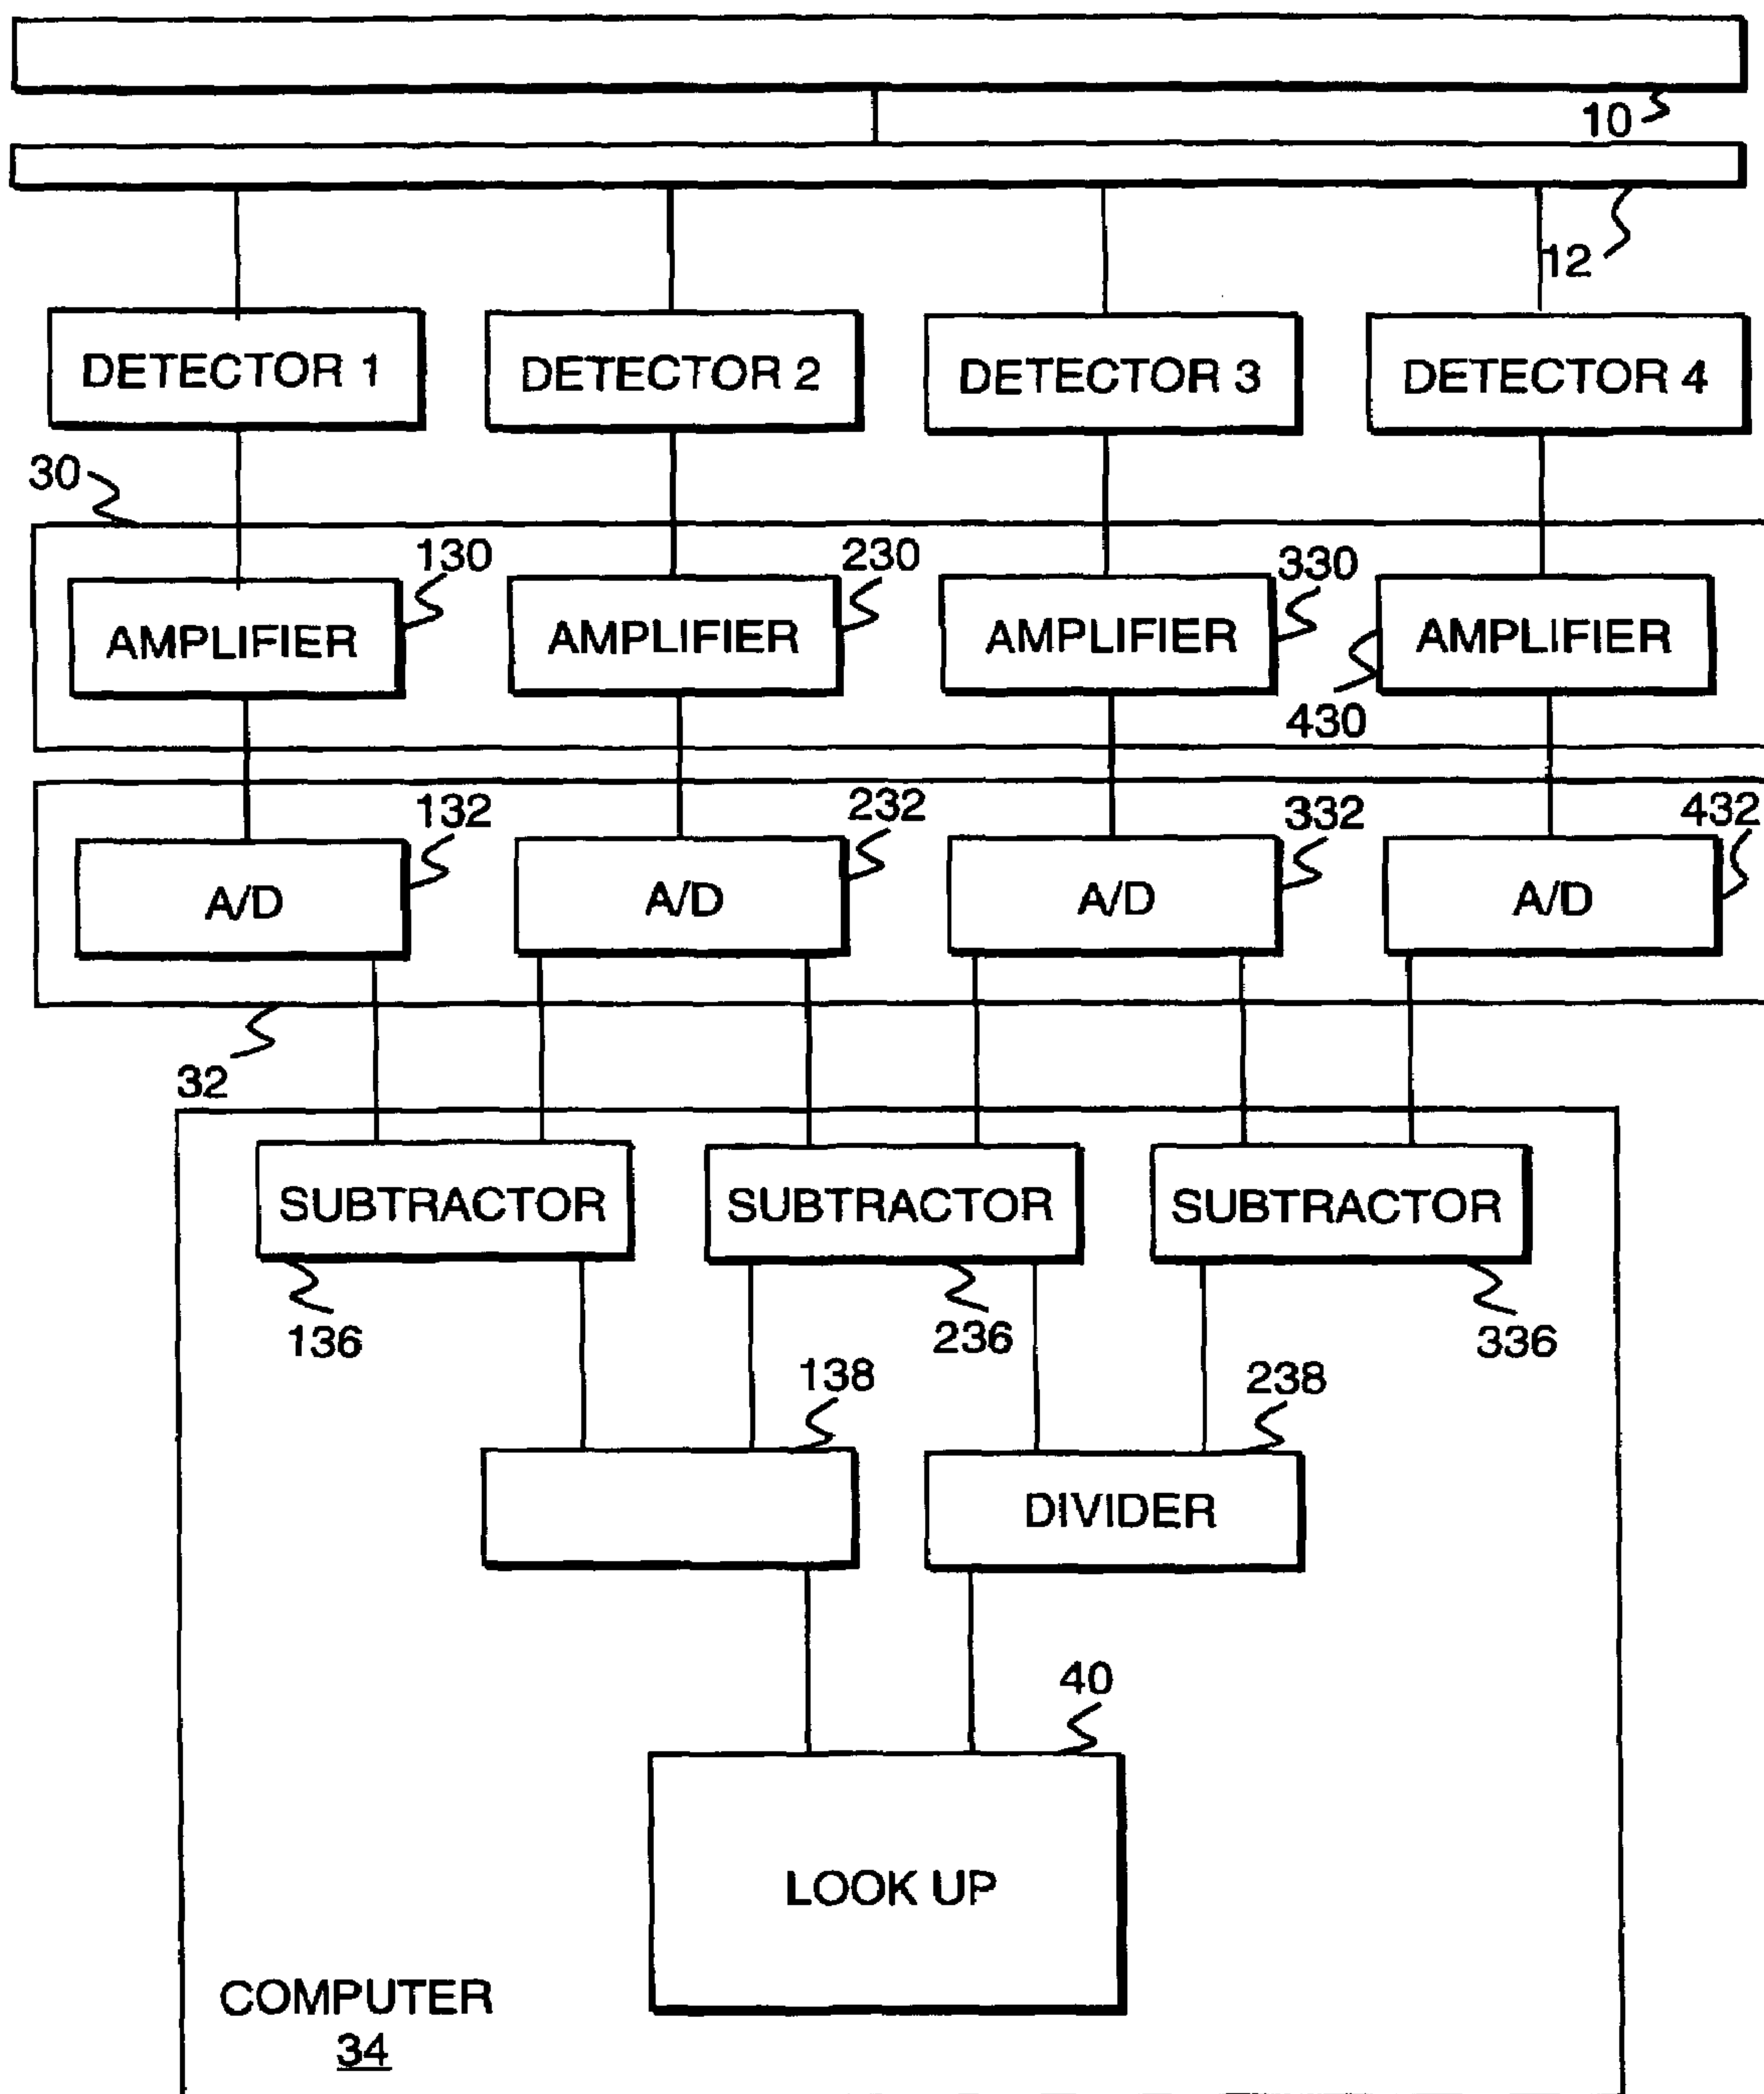 10
12
DETECTOR 1
DETECTOR 2
DETECTOR 3
DETECTOR 4
30
130
230
330
AMPLIFIER
AMPLIFIER
AMPLIFIER
AMPLIFIER
430
132
232
332
432
A/D
A/D
A/D
A/D
32
SUBTRACTOR
SUBTRACTOR
SUBTRACTOR
136
236
336
138
238
DIVIDER
40
LOOK UP
COMPUTER
34